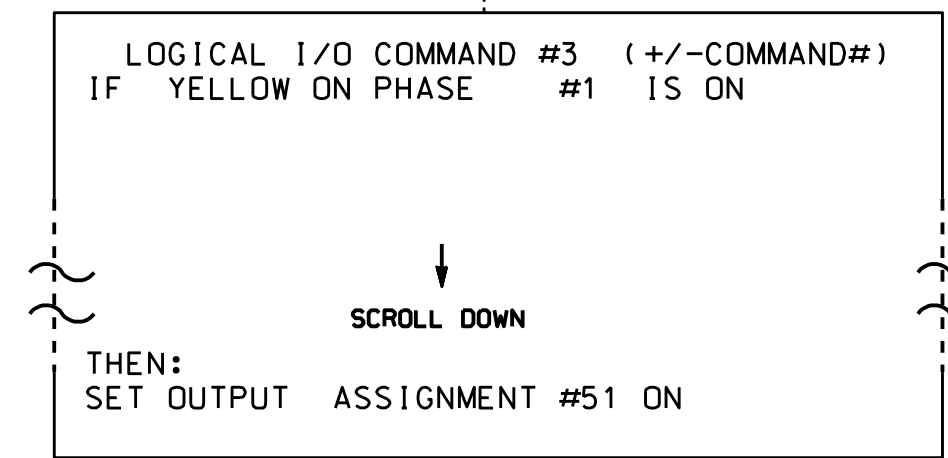 LOGICAL I/O COMMAND #3 (+/-COMMAND#)
IF YELLOW ON PHASE #1 IS ON
SCROLL DOWN
THEN:
SET OUTPUT ASSIGNMENT #51 ON